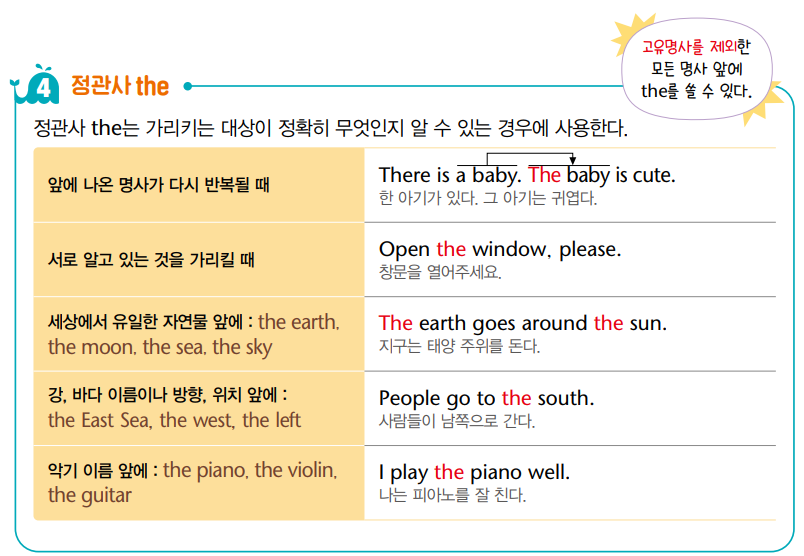 고유명사를 제외한
모든 명사 앞에
the를 쓸 수 있다.
4 정관사 the
정관사 the는 가리키는 대상이 정확히 무엇인지 알 수 있는 경우에 사용한다.
앞에 나온 명사가 다시 반복될 때
There is a baby. The baby is cute.
한 아기가 있다. 그 아기는 귀엽다.
서로 알고 있는 것을 가리킬 때
Open the window, please.
창문을 열어주세요.
세상에서 유일한 자연물 앞에 : the earth,
the moon, the sea, the sky
The earth goes around the sun.
지구는 태양 주위를 돈다.
강, 바다 이름이나 방향, 위치 앞에 :
the East Sea, the west, the left
People go to the south.
사람들이 남쪽으로 간다.
악기 이름 앞에 : the piano, the violin,
the guitar
I play the piano well.
나는 피아노를 잘 친다.